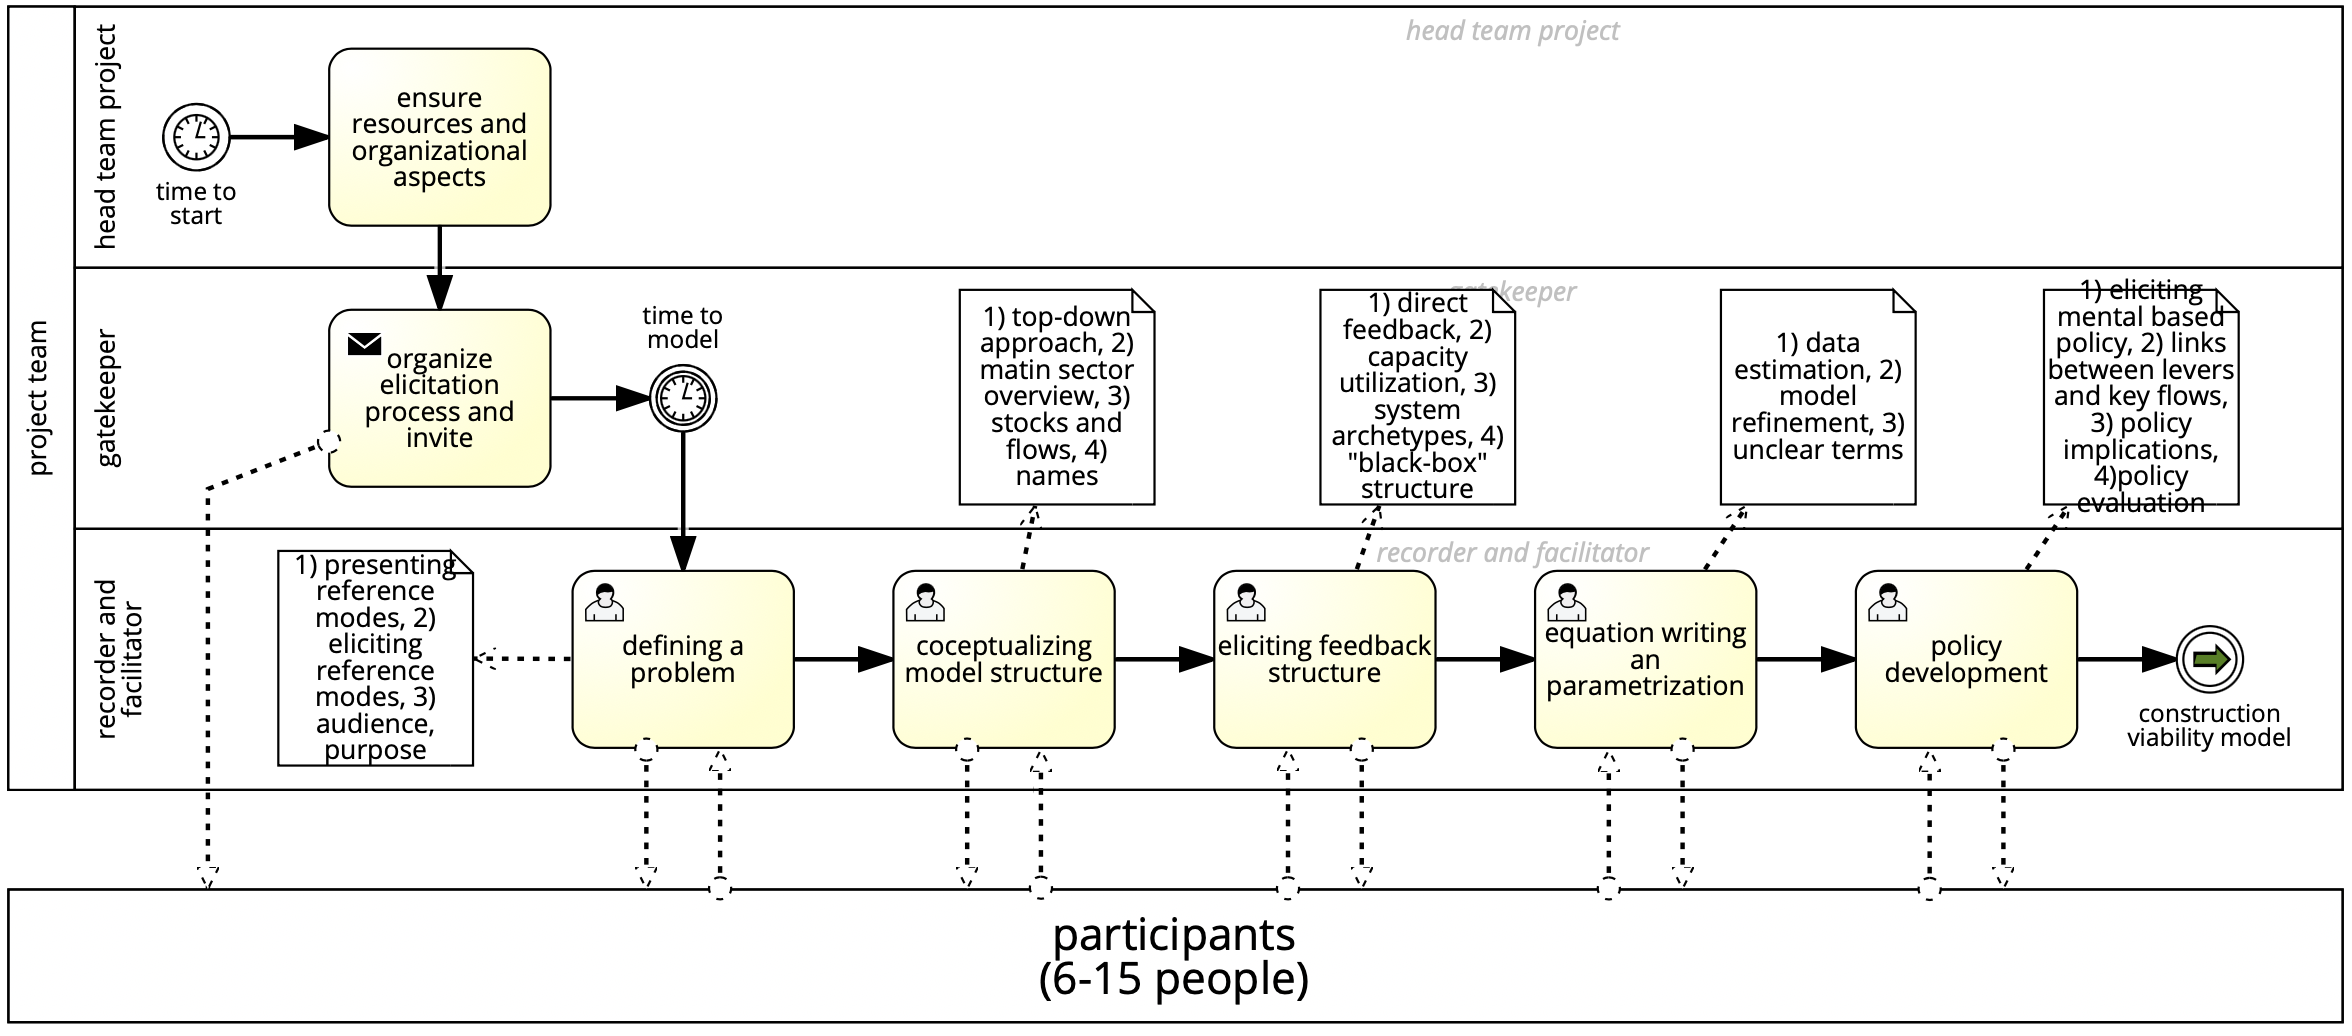 head team project
head team project
ensure
resources and
organizational
aspects
time to
start
project team
gatekeeper
gatekeeper
organize
elicitation
process and
invite
time to
model
1) top-down
approach, 2)
matin sector
overview, 3)
stocks and
flows, 4)
names
1) direct
feedback, 2)
capacity
utilization, 3)
system
archetypes, 4)
"black-box"
structure
1) data
estimation, 2)
model
refinement, 3)
unclear terms
1) eliciting
mental based
policy, 2) links
between levers
and key flows,
3) policy
implications,
4)policy
evaluation
recorder and
facilitator
recorder and facilitator
1) presenting
reference
modes, 2)
eliciting
reference
modes, 3)
audience,
purpose
defining a
problem
coceptualizing
model structure
eliciting feedback
structure
equation writing
an
parametrization
policy
development
construction
viability model
participants
(6-15 people)